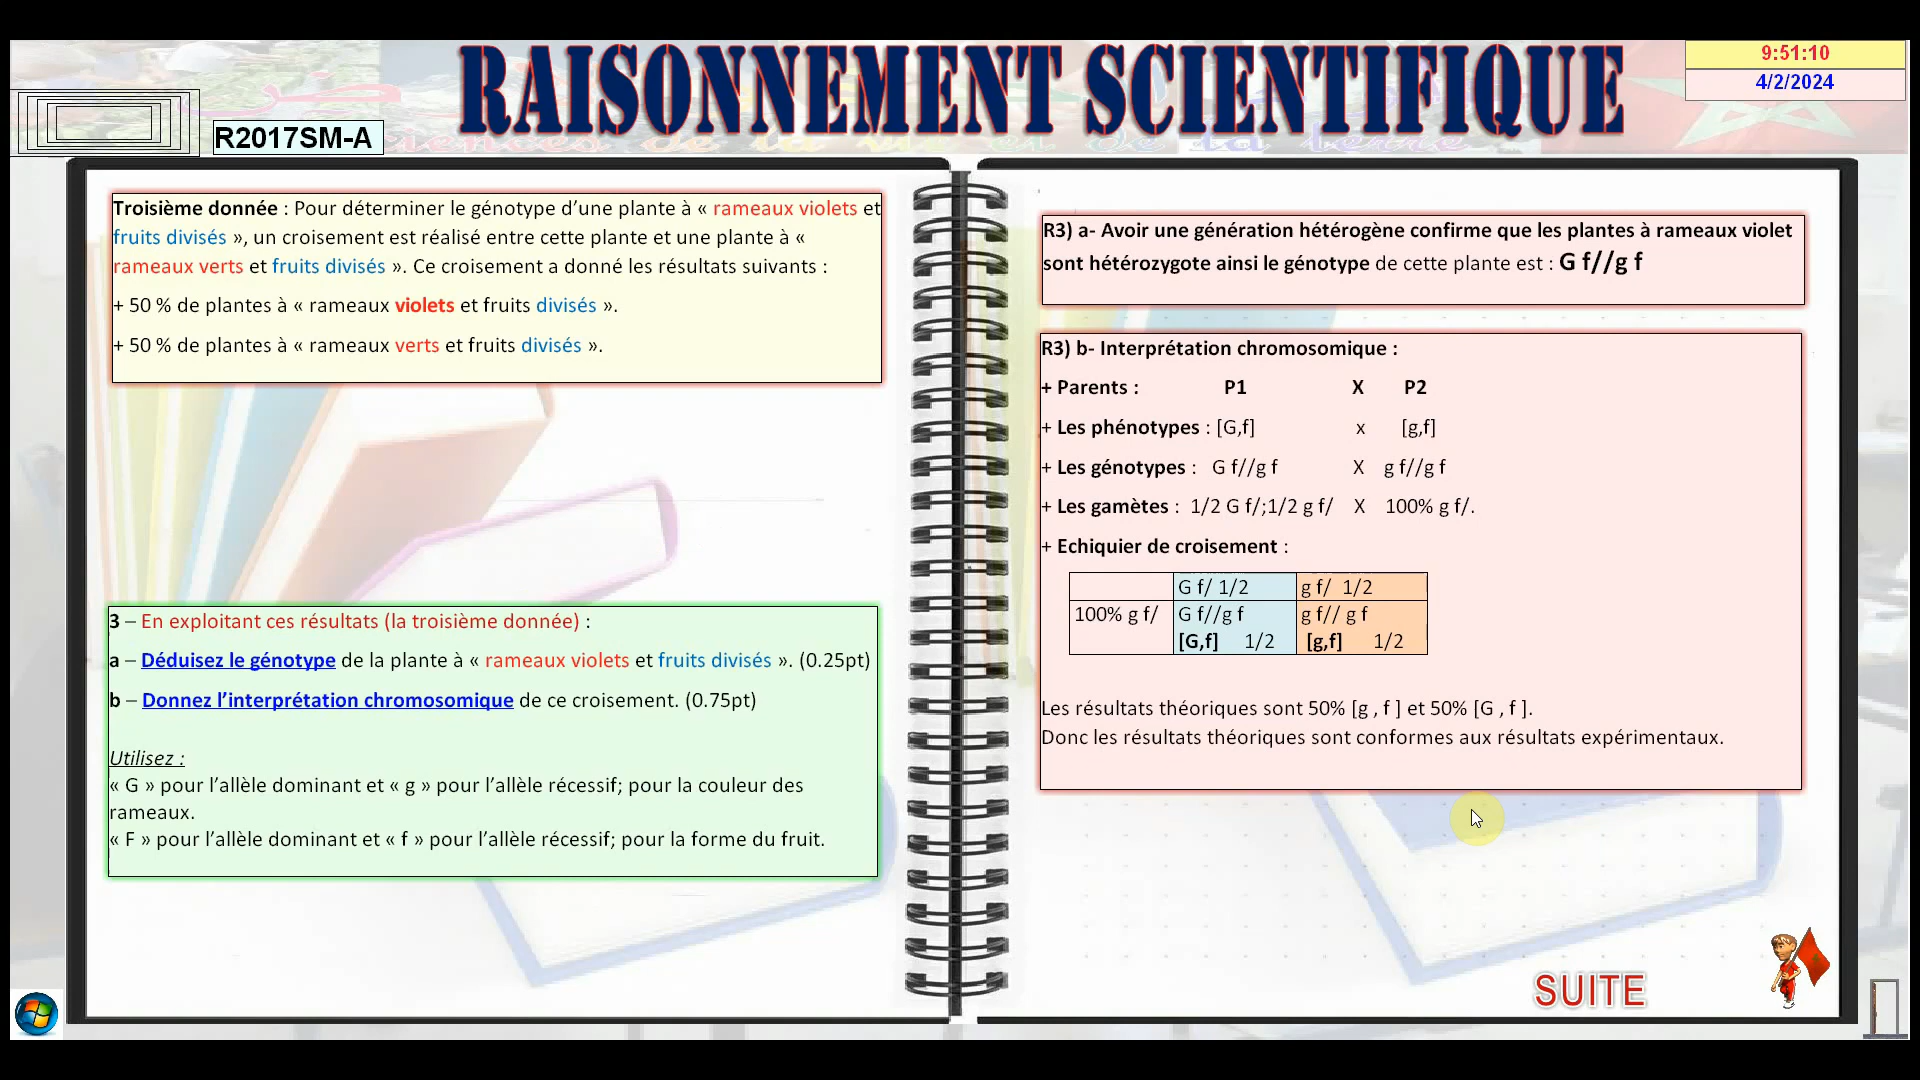 RAISONNEMENT SCIENTIFIQUE
9:51:10
4/2/2024
R2017SM-A
Troisième donnée : Pour déterminer le génotype d’une plante à « rameaux violets et
fruits divisés », un croisement est réalisé entre cette plante et une plante à «
rameaux verts et fruits divisés ». Ce croisement a donné les résultats suivants :
+ 50 % de plantes à « rameaux violets et fruits divisés ».
+ 50 % de plantes à « rameaux verts et fruits divisés ».
3 – En exploitant ces résultats (la troisième donnée) :
a – Déduisez le génotype de la plante à « rameaux violets et fruits divisés ». (0.25pt)
b – Donnez l’interprétation chromosomique de ce croisement. (0.75pt)
Utilisez :
« G » pour l’allèle dominant et « g » pour l’allèle récessif; pour la couleur des
rameaux.
« F » pour l’allèle dominant et « f » pour l’allèle récessif; pour la forme du fruit.
R3) a- Avoir une génération hétérogène confirme que les plantes à rameaux violet
sont hétérozygote ainsi le génotype de cette plante est : G f//g f
R3) b- Interprétation chromosomique :
+ Parents : P1 X P2
+ Les phénotypes : [G,f] x [g,f]
+ Les génotypes : G f//g f X g f//g f
+ Les gamètes : 1/2 G f/;1/2 g f/ X 100% g f/.
+ Echiquier de croisement :
G f/ 1/2 g f/ 1/2
100% g f/ G f//g f g f// g f
[G,f] 1/2 [g,f] 1/2
Les résultats théoriques sont 50% [g , f ] et 50% [G , f ].
Donc les résultats théoriques sont conformes aux résultats expérimentaux.
SUITE